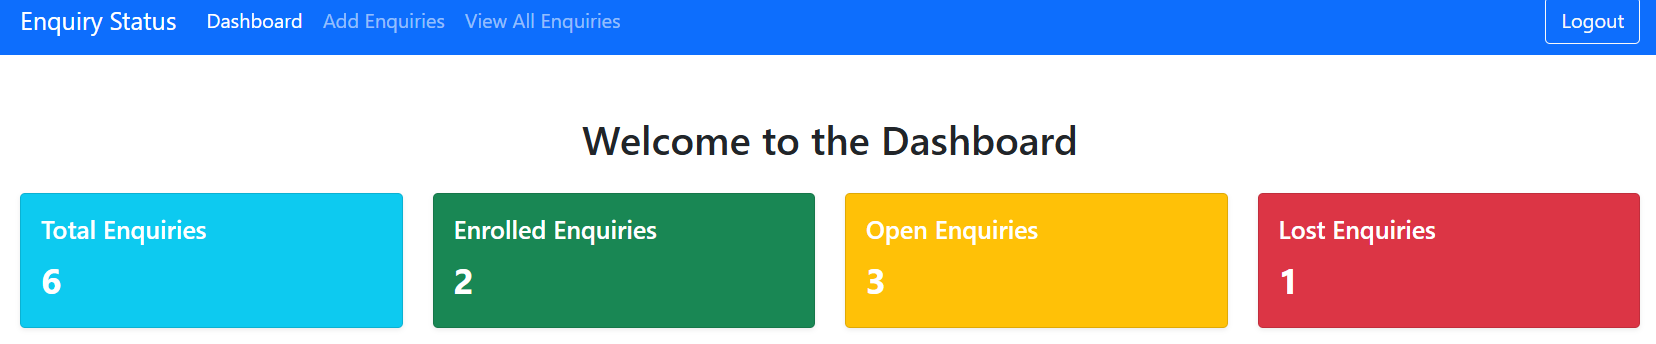 Enquiry Status Dashboard Add Enquiries View All Enquiries Logout
Welcome to the Dashboard
Total Enquiries
6
Enrolled Enquiries
2
Open Enquiries
3
Lost Enquiries
1